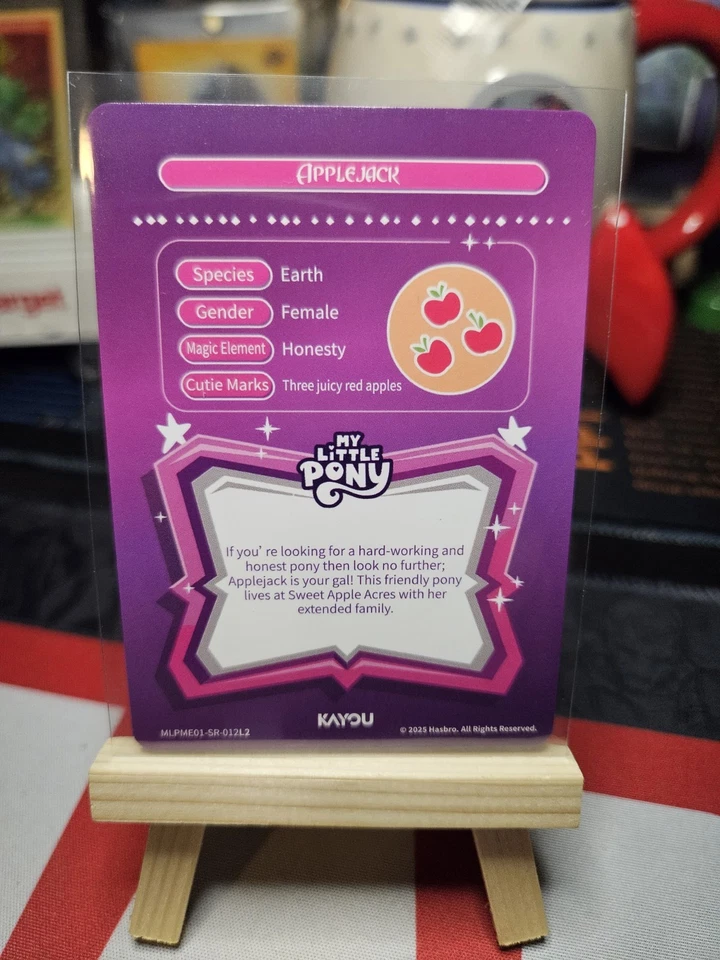 APPLEJACK
Species Earth
Gender Female
Magic Element Honesty
Cutie Marks Three juicy red apples
MY
LITTLE
PONY
If you're looking for a hard-working and
honest pony then look no further;
Applejack is your gal! This friendly pony
lives at Sweet Apple Acres with her
extended family.
KAYOU
MLPME01-SR-012L2
© 2025 Hasbro. All Rights Reserved.